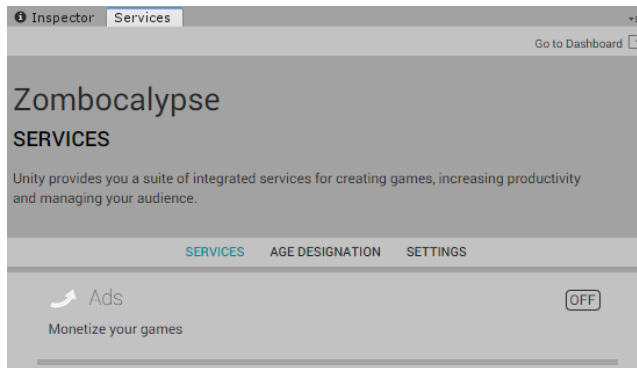 Inspector Services
Go to Dashboard
Zombocalypse
SERVICES
Unity provides you a suite of integrated services for creating games, increasing productivity
and managing your audience.
SERVICES AGE DESIGNATION SETTINGS
Ads OFF
Monetize your games